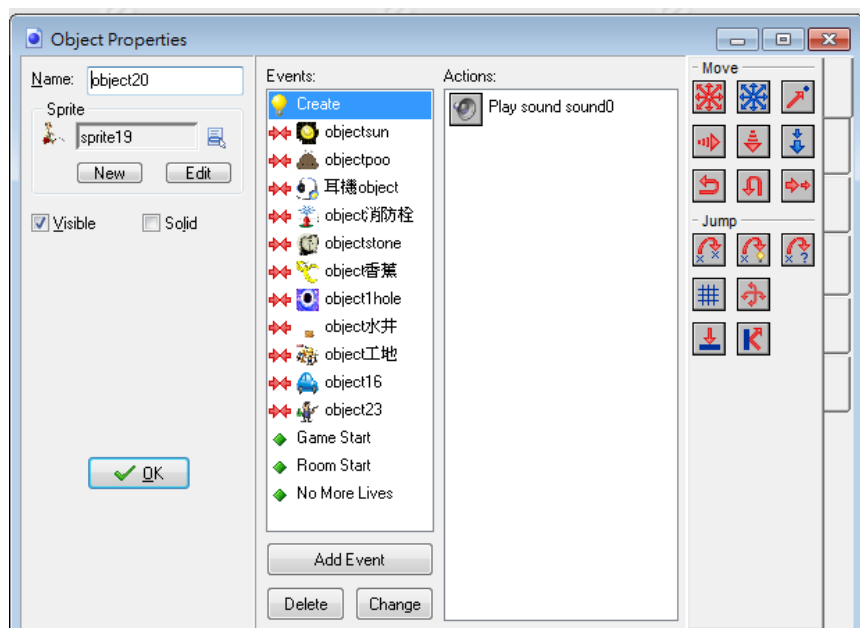 Object Properties
Name: object20
Sprite
sprite19
New Edit
Visible Solid
OK
Events:
Create
objectsun
objectpoo
耳機object
object消防栓
objectstone
object香蕉
object1hole
object水井
object工地
object16
object23
Game Start
Room Start
No More Lives
Add Event
Delete Change
Actions:
Play sound sound0
Move
Jump